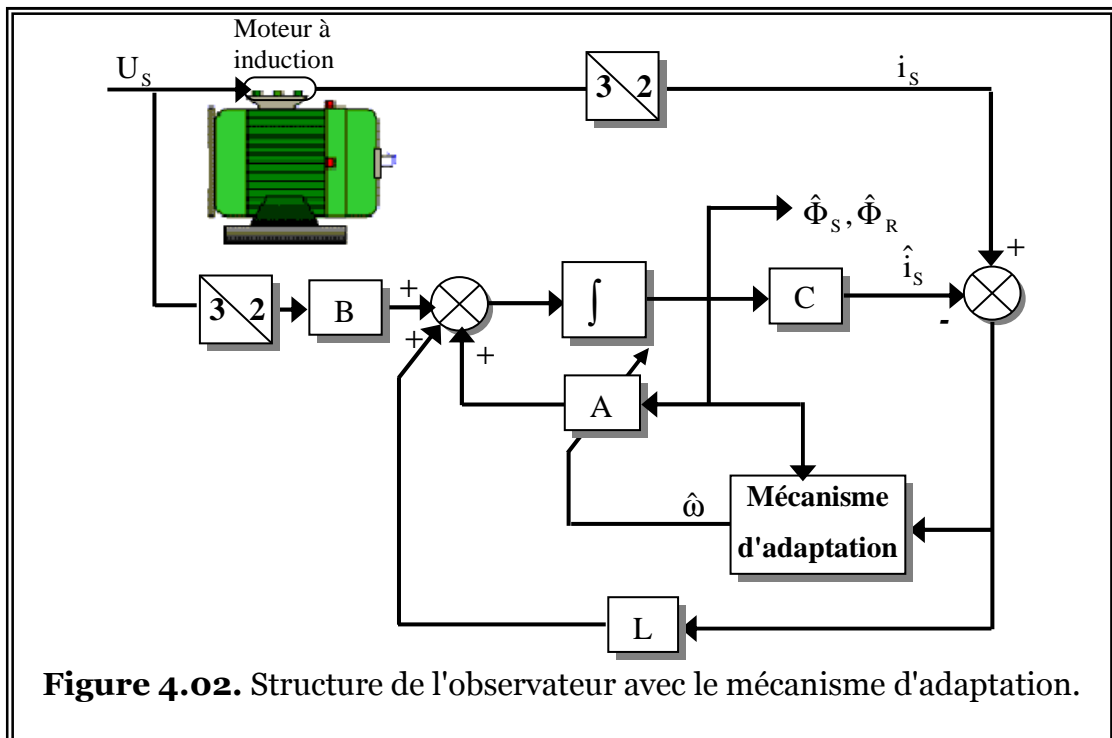 Moteur à
induction
U_S
3 2
i_S
Φ̂_S, Φ̂_R
î_S
+
3 2
B
+
∫
C
-
+
+
A
ω̂
Mécanisme
d'adaptation
L
Figure 4.02. Structure de l'observateur avec le mécanisme d'adaptation.